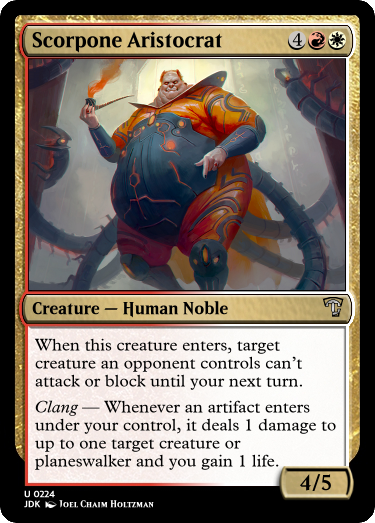 Scorpone Aristocrat 4
Creature — Human Noble
When this creature enters, target
creature an opponent controls can't
attack or block until your next turn.
Clang — Whenever an artifact enters
under your control, it deals 1 damage to
up to one target creature or
planeswalker and you gain 1 life.
4/5
U 0224
JDK Joel Chaim Holtzman